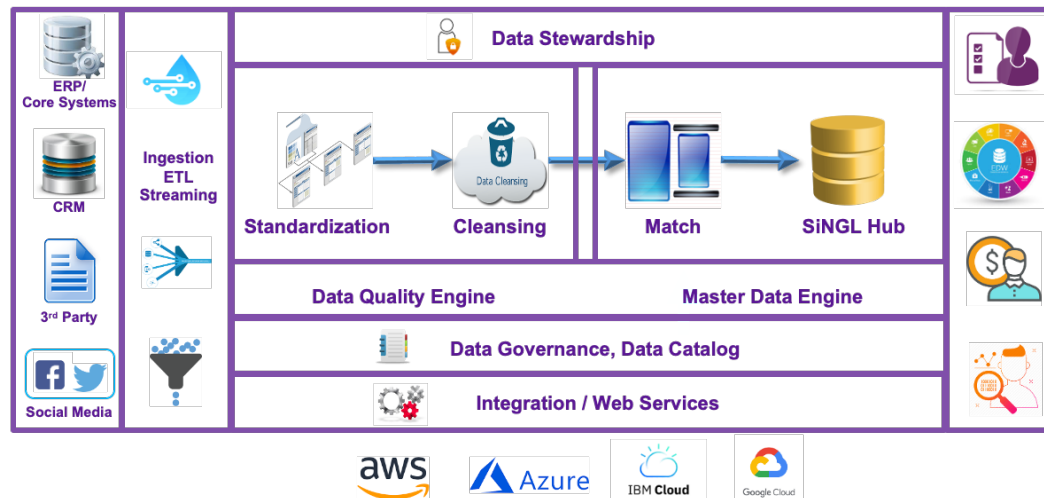 ERP/
Core Systems
CRM
3rd Party
Social Media
Ingestion
ETL
Streaming
Data Stewardship
Data Cleansing
Standardization
Cleansing
Match
SiNGL Hub
Data Quality Engine
Master Data Engine
Data Governance, Data Catalog
Integration / Web Services
EDW
aws
Azure
IBM Cloud
Google Cloud